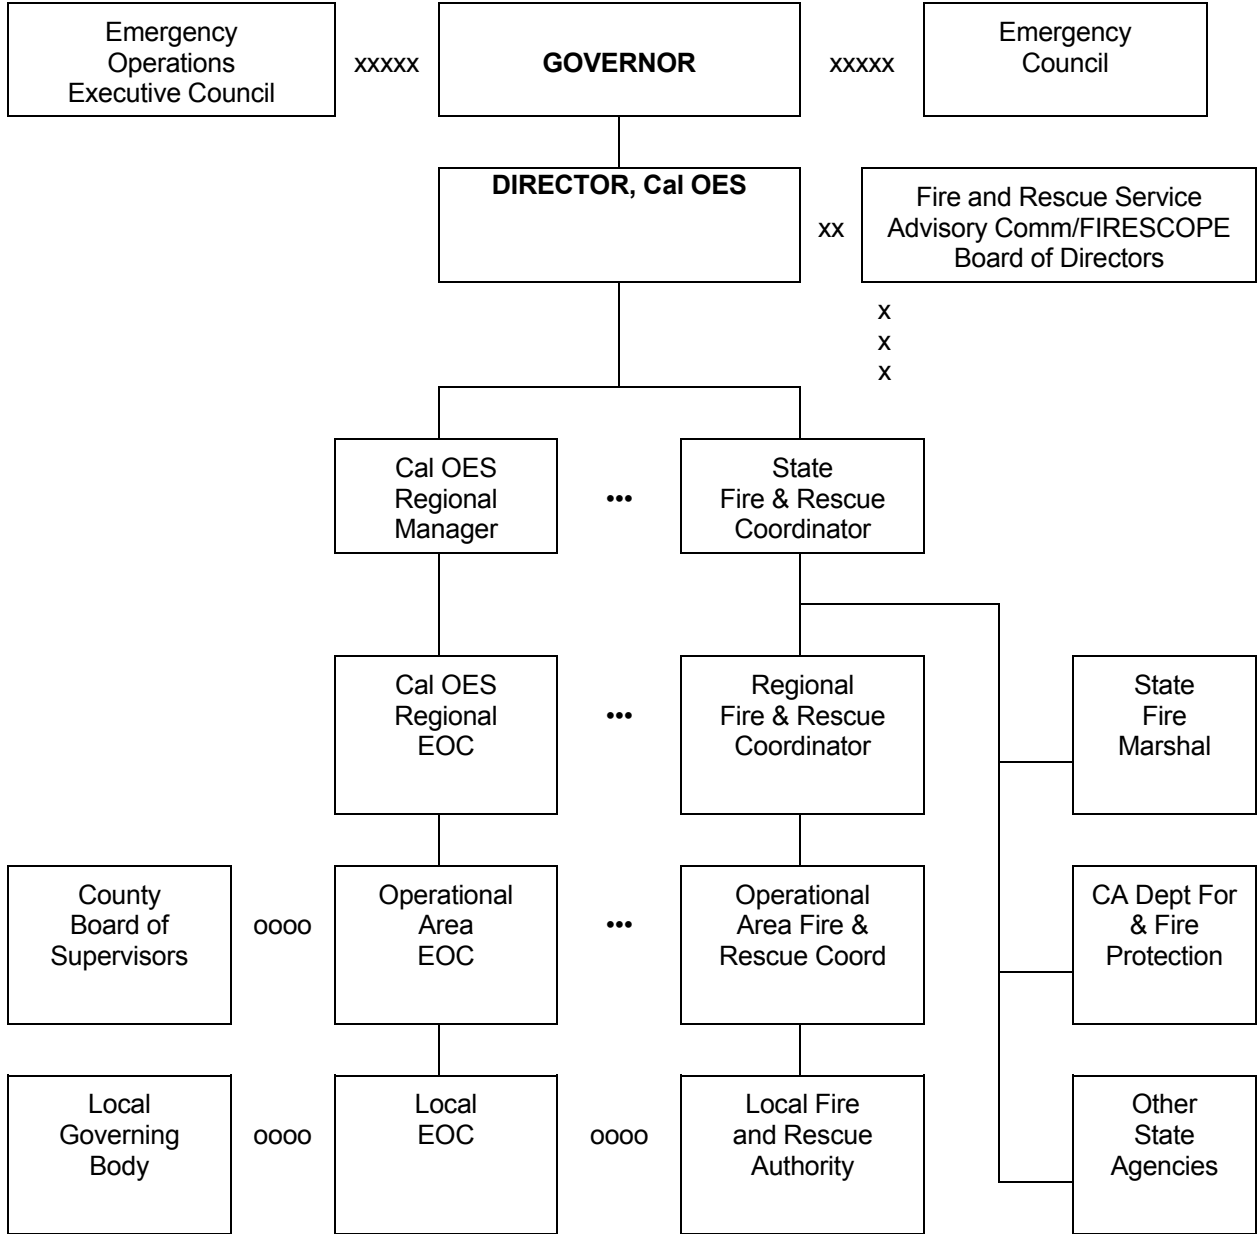 Emergency
Operations
Executive Council
xxxxx
GOVERNOR
xxxxx
Emergency
Council
DIRECTOR, Cal OES
xx
Fire and Rescue Service
Advisory Comm/FIRESCOPE
Board of Directors
x
x
x
Cal OES
Regional
Manager
•••
State
Fire & Rescue
Coordinator
Cal OES
Regional
EOC
•••
Regional
Fire & Rescue
Coordinator
State
Fire
Marshal
County
Board of
Supervisors
oooo
Operational
Area
EOC
•••
Operational
Area Fire &
Rescue Coord
CA Dept For
& Fire
Protection
Local
Governing
Body
oooo
Local
EOC
oooo
Local Fire
and Rescue
Authority
Other
State
Agencies